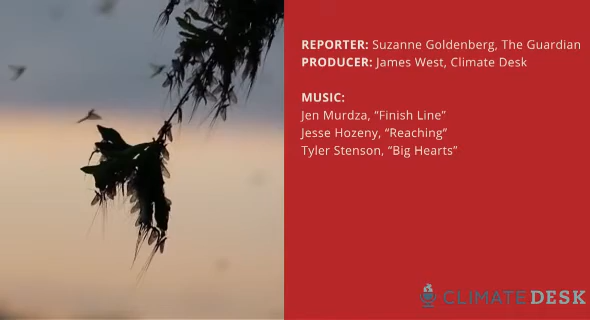 REPORTER: Suzanne Goldenberg, The Guardian
PRODUCER: James West, Climate Desk
MUSIC:
Jen Murdza, "Finish Line"
Jesse Hozeny, "Reaching"
Tyler Stenson, "Big Hearts"
CLIMATE DESK